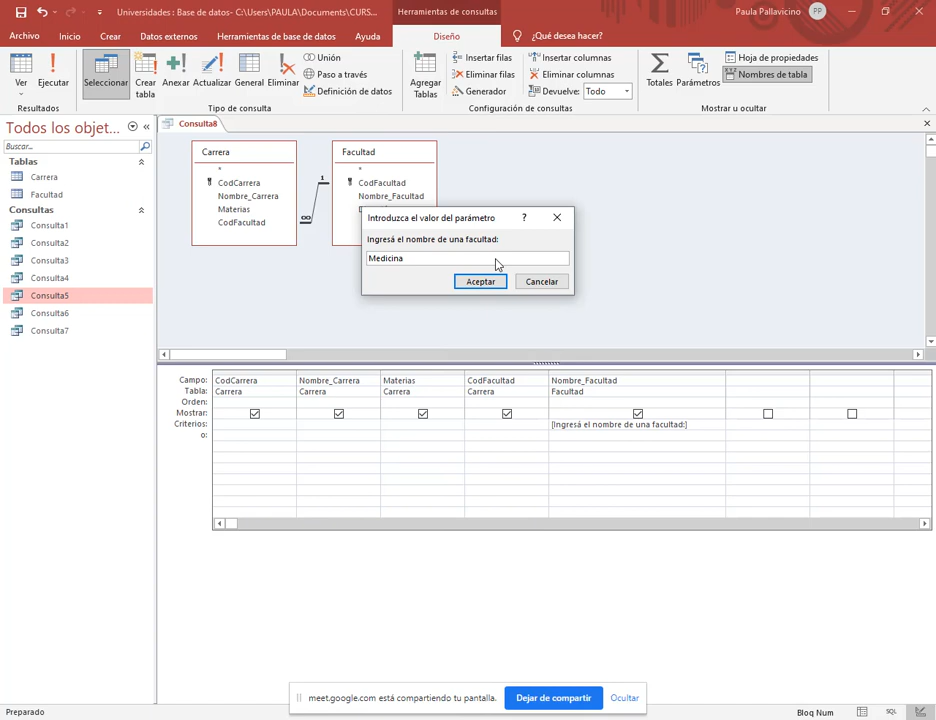 Universidades : Base de datos- C:\Users\PAULA\Documents\CURS...
Herramientas de consultas
Paula Pallavicino
PP
Archivo
Inicio
Crear
Datos externos
Herramientas de base de datos
Ayuda
Diseño
¿Qué desea hacer?
Ver
Ejecutar
Seleccionar
Crear tabla
Anexar
Actualizar
General
Eliminar
Unión
Paso a través
Definición de datos
Agregar Tablas
Insertar filas
Eliminar filas
Generador
Insertar columnas
Eliminar columnas
Devuelve:
Todo
Totales
Parámetros
Hoja de propiedades
Nombres de tabla
Resultados
Tipo de consulta
Configuración de consultas
Mostrar u ocultar
Todos los objet...
Buscar...
Tablas
Carrera
Facultad
Consultas
Consulta1
Consulta2
Consulta3
Consulta4
Consulta5
Consulta6
Consulta7
Consulta8
Carrera
*
CodCarrera
Nombre_Carrera
Materias
CodFacultad
1
∞
Facultad
*
CodFacultad
Nombre_Facultad
Introduzca el valor del parámetro
?
Ingresá el nombre de una facultad:
Medicina
Aceptar
Cancelar
Campo: CodCarrera Nombre_Carrera Materias CodFacultad Nombre_Facultad
Tabla: Carrera Carrera Carrera Carrera Facultad
Orden:
Mostrar:
Criterios: [Ingresá el nombre de una facultad:]
o:
meet.google.com está compartiendo tu pantalla.
Dejar de compartir
Ocultar
Preparado
Bloq Num
SQL